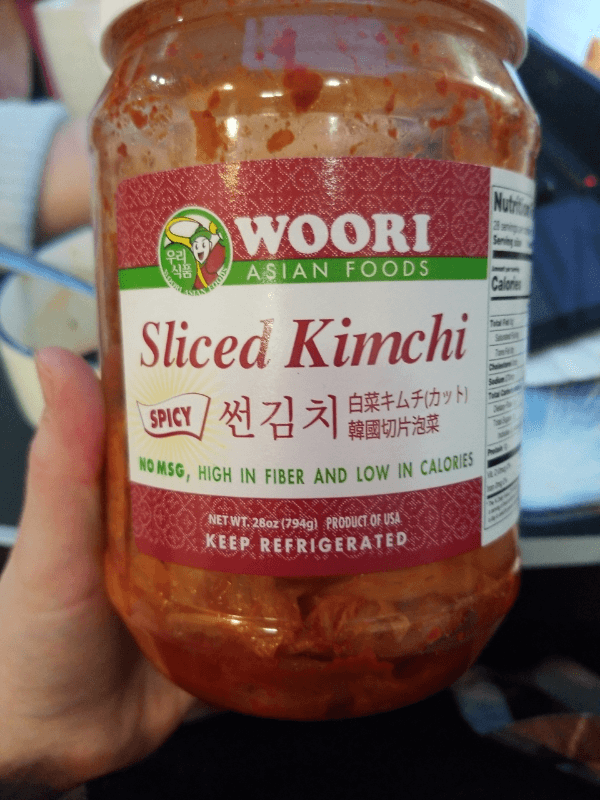 우리
식품
WOORI
ASIAN FOODS
Sliced Kimchi
SPICY
썬김치
白菜キムチ(カット)
韓國切片泡菜
NO MSG, HIGH IN FIBER AND LOW IN CALORIES
NET WT. 28oz (794g) PRODUCT OF USA
KEEP REFRIGERATED
Calories